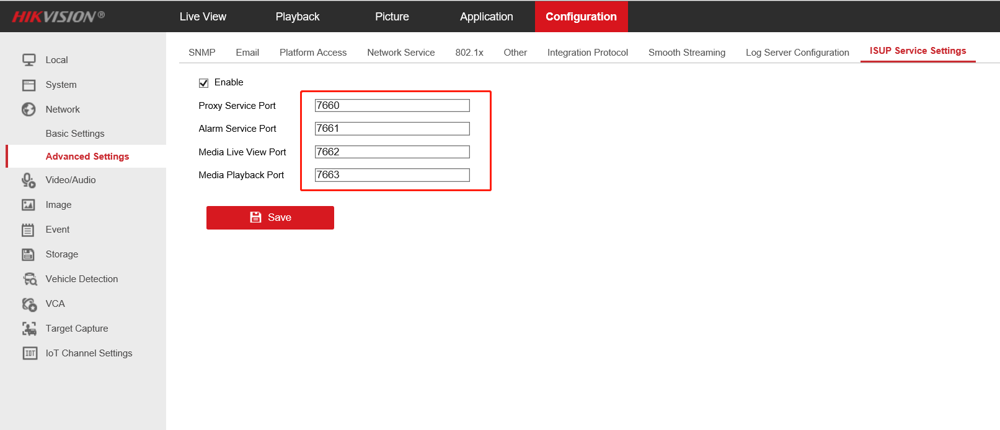 HIKVISION® Live View Playback Picture Application Configuration
SNMP Email Platform Access Network Service 802.1x Other Integration Protocol Smooth Streaming Log Server Configuration ISUP Service Settings
Local
System
Network
Basic Settings
Advanced Settings
Video/Audio
Image
Event
Storage
Vehicle Detection
VCA
Target Capture
IOT IoT Channel Settings
Enable
Proxy Service Port 7660
Alarm Service Port 7661
Media Live View Port 7662
Media Playback Port 7663
Save